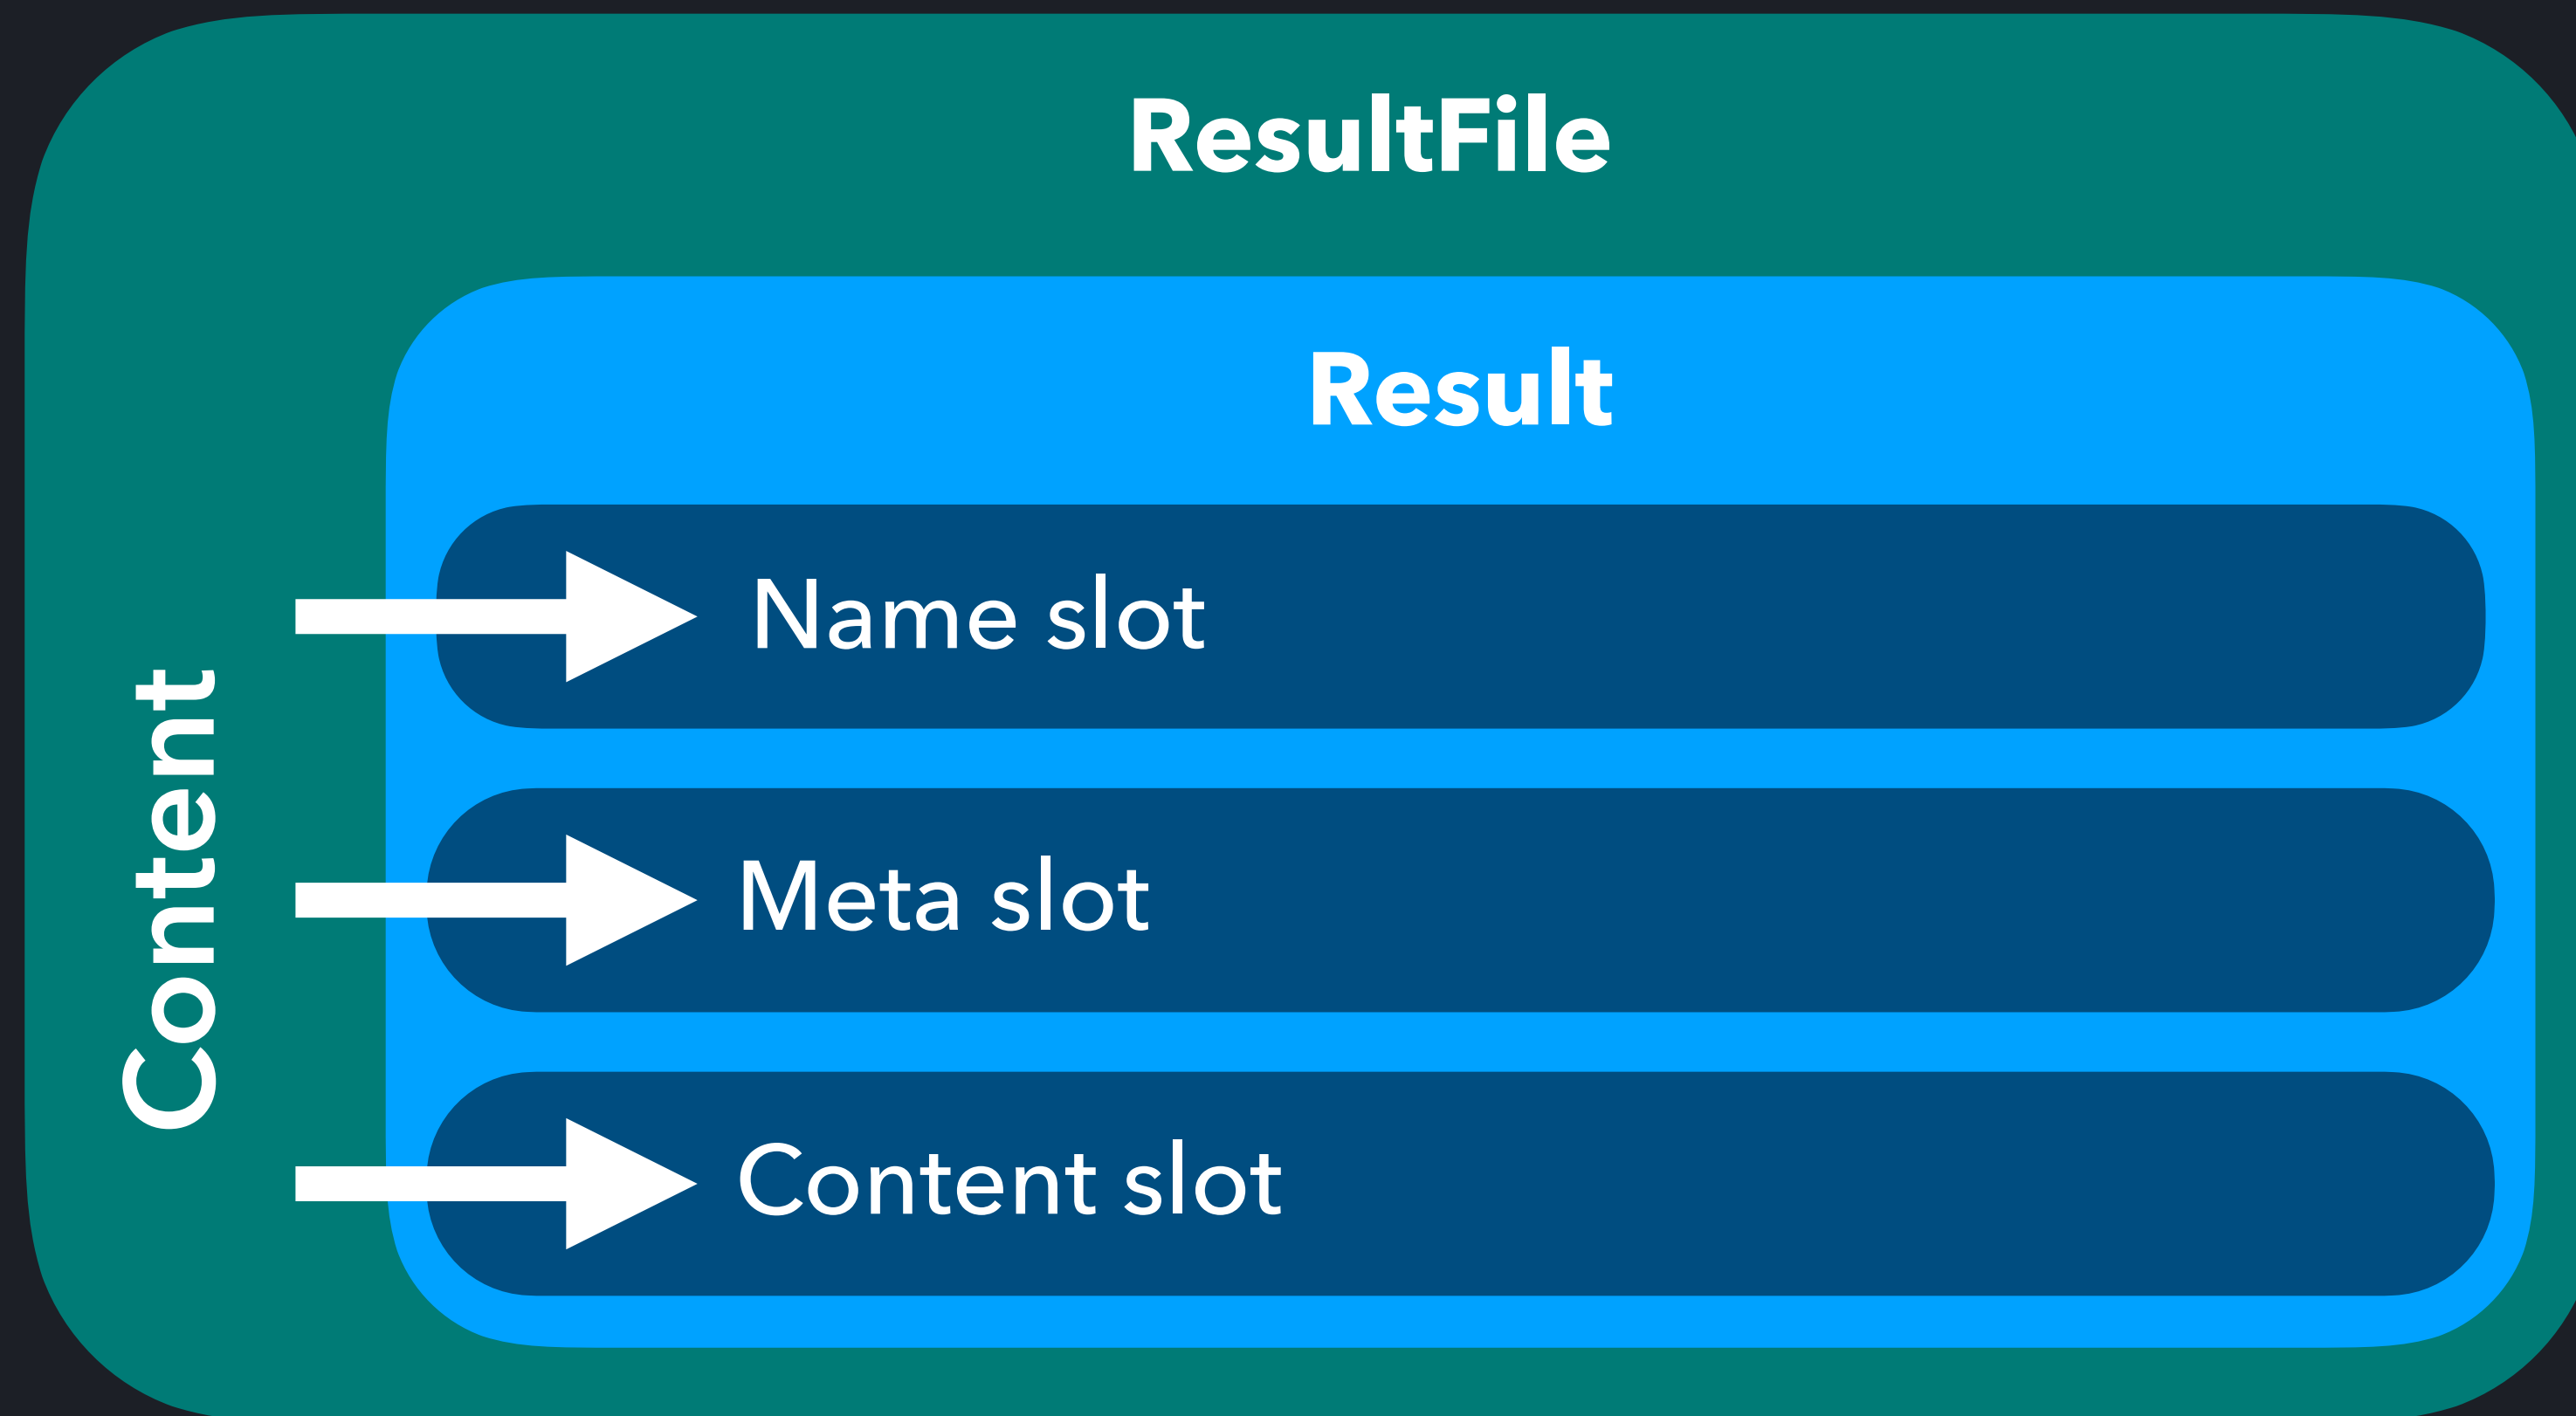 ResultFile
Result
Content
Name slot
Meta slot
Content slot